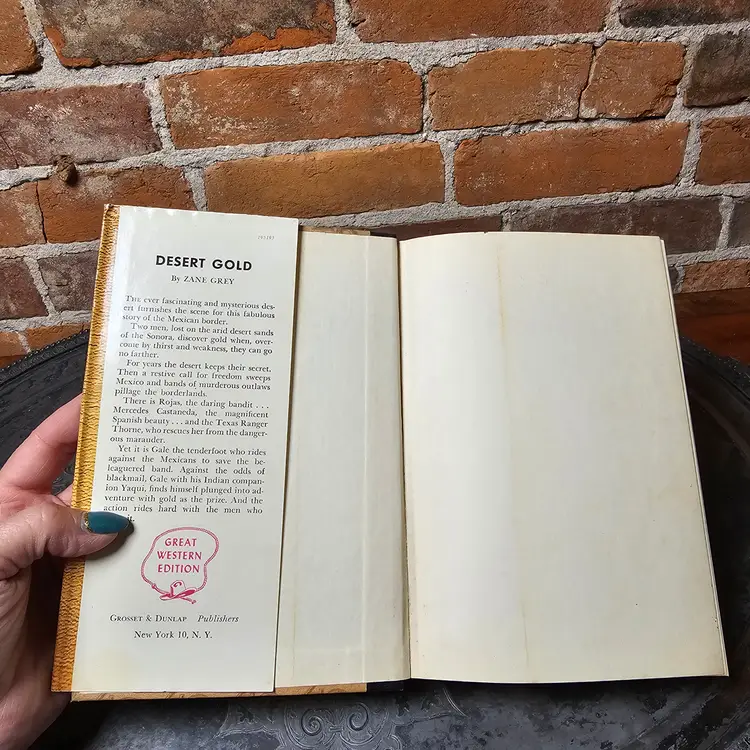 DESERT GOLD
By ZANE GREY
The ever fascinating and mysterious des-
ert furnishes the scene for this fabulous
story of the Mexican border.
Two men, lost on the arid desert sands
of the Sonora, discover gold when, over-
come by thirst and weakness, they can go
no farther.
For years the desert keeps their secret.
Then a restive call for freedom sweeps
Mexico and bands of murderous outlaws
pillage the borderlands.
There is Rojas, the daring bandit . . .
Mercedes Castaneda, the magnificent
Spanish beauty . . . and the Texas Ranger
Thorne, who rescues her from the danger-
ous marauder.
Yet it is Gale the tenderfoot who rides
against the Mexicans to save the be-
leaguered band. Against the odds of
blackmail, Gale with his Indian compan-
ion Yaqui, finds himself plunged into ad-
venture with gold as the prize. And the
action rides hard with the men who
it.
GREAT
WESTERN
EDITION
GROSSET & DUNLAP Publishers
New York 10, N. Y.